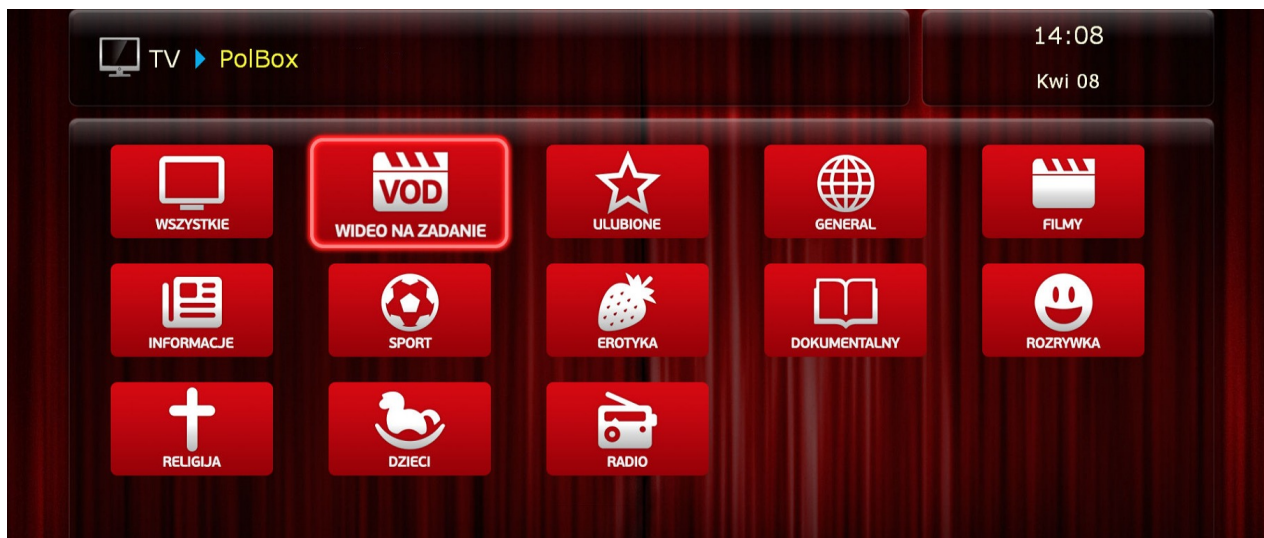 TV PolBox
14:08
Kwi 08
WSZYSTKIE
VOD
WIDEO NA ZADANIE
ULUBIONE
GENERAL
FILMY
INFORMACJE
SPORT
EROTYKA
DOKUMENTALNY
ROZRYWKA
RELIGIJA
DZIECI
RADIO